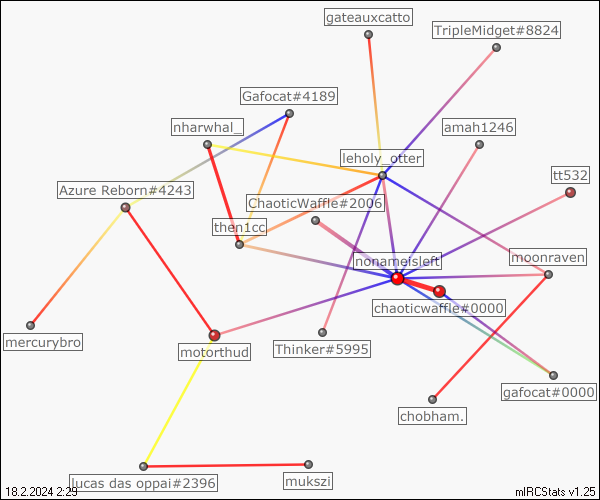 gateauxcatto
TripleMidget#8824
Gafocat#4189
nharwhal_
amah1246
leholy_otter
Azure Reborn#4243
ChaoticWaffle#2006
tt532
then1cc
nonameisleft
moonraven
chaoticwaffle#0000
mercurybro
motorthud
Thinker#5995
gafocat#0000
chobham.
lucas das oppai#2396
mukszi
18.2.2024 2:29
mIRCStats v1.25